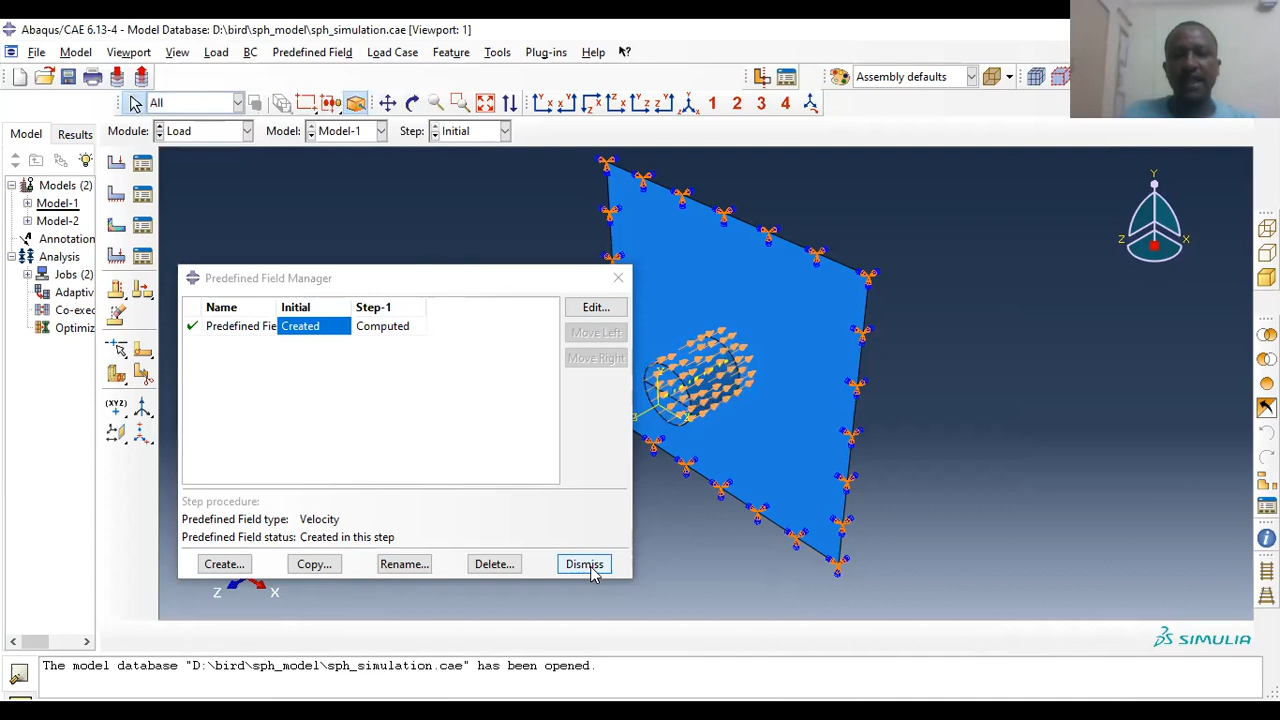 Abaqus/CAE 6.13-4 - Model Database: D:\bird\sph_model\sph_simulation.cae [Viewport: 1]
File Model Viewport View Load BC Predefined Field Load Case Feature Tools Plug-ins Help
Assembly defaults
All
1 2 3 4
Model Results
Module: Load Model: Model-1 Step: Initial
Models (2)
Model-1
Model-2
Annotation
Analysis
Jobs (2)
Adaptiv
Co-exec
Optimiz
(XYZ)
Predefined Field Manager
Name Initial Step-1
Predefined Fie Created Computed
Edit...
Move Left
Move Right
Step procedure:
Predefined Field type: Velocity
Predefined Field status: Created in this step
Create... Copy... Rename... Delete... Dismiss
Y
Z X
Z X
SIMULIA
The model database "D:\bird\sph_model\sph_simulation.cae" has been opened.